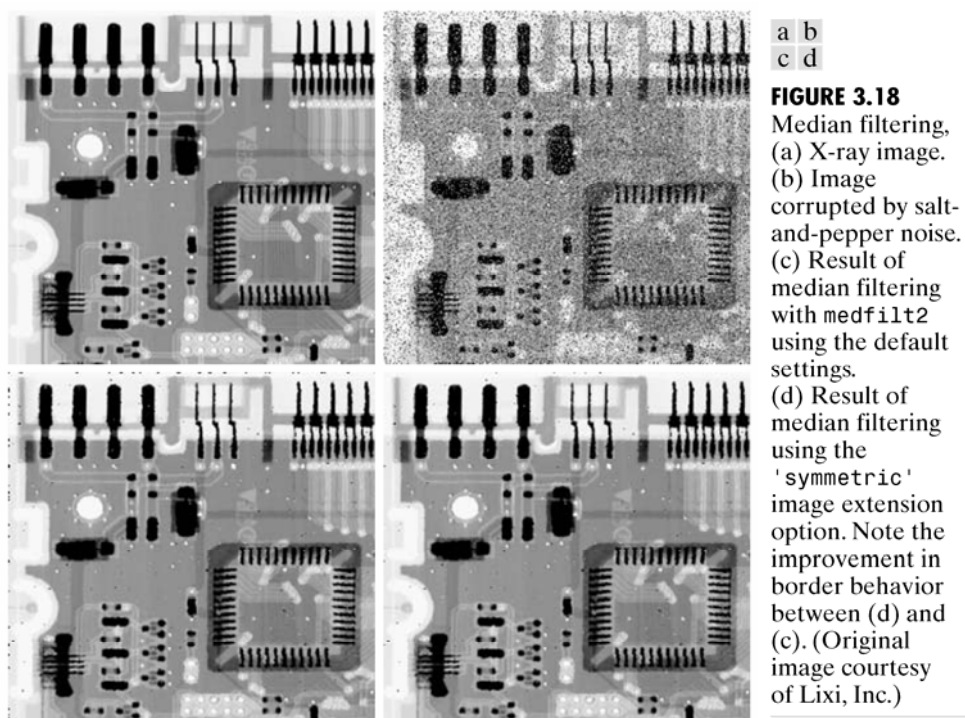 a b
c d
FIGURE 3.18
Median filtering,
(a) X-ray image.
(b) Image
corrupted by salt-
and-pepper noise.
(c) Result of
median filtering
with medfilt2
using the default
settings.
(d) Result of
median filtering
using the
'symmetric'
image extension
option. Note the
improvement in
border behavior
between (d) and
(c). (Original
image courtesy
of Lixi, Inc.)